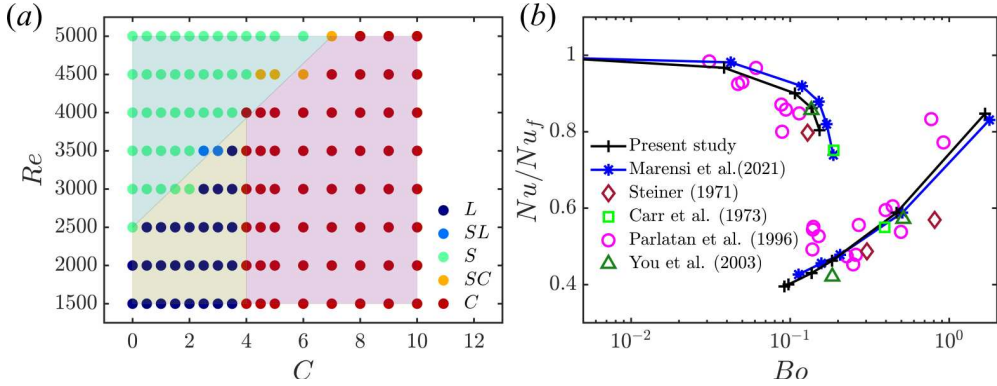 (a)
5000
4500
4000
3500
3000
2500
2000
1500
Re
0
2
4
6
8
10
12
C
L
SL
S
SC
C
(b)
1
0.8
0.6
0.4
Nu/Nu_f
10⁻²
10⁻¹
10⁰
Bo
Present study
Marensi et al.(2021)
Steiner (1971)
Carr et al. (1973)
Parlatan et al. (1996)
You et al. (2003)